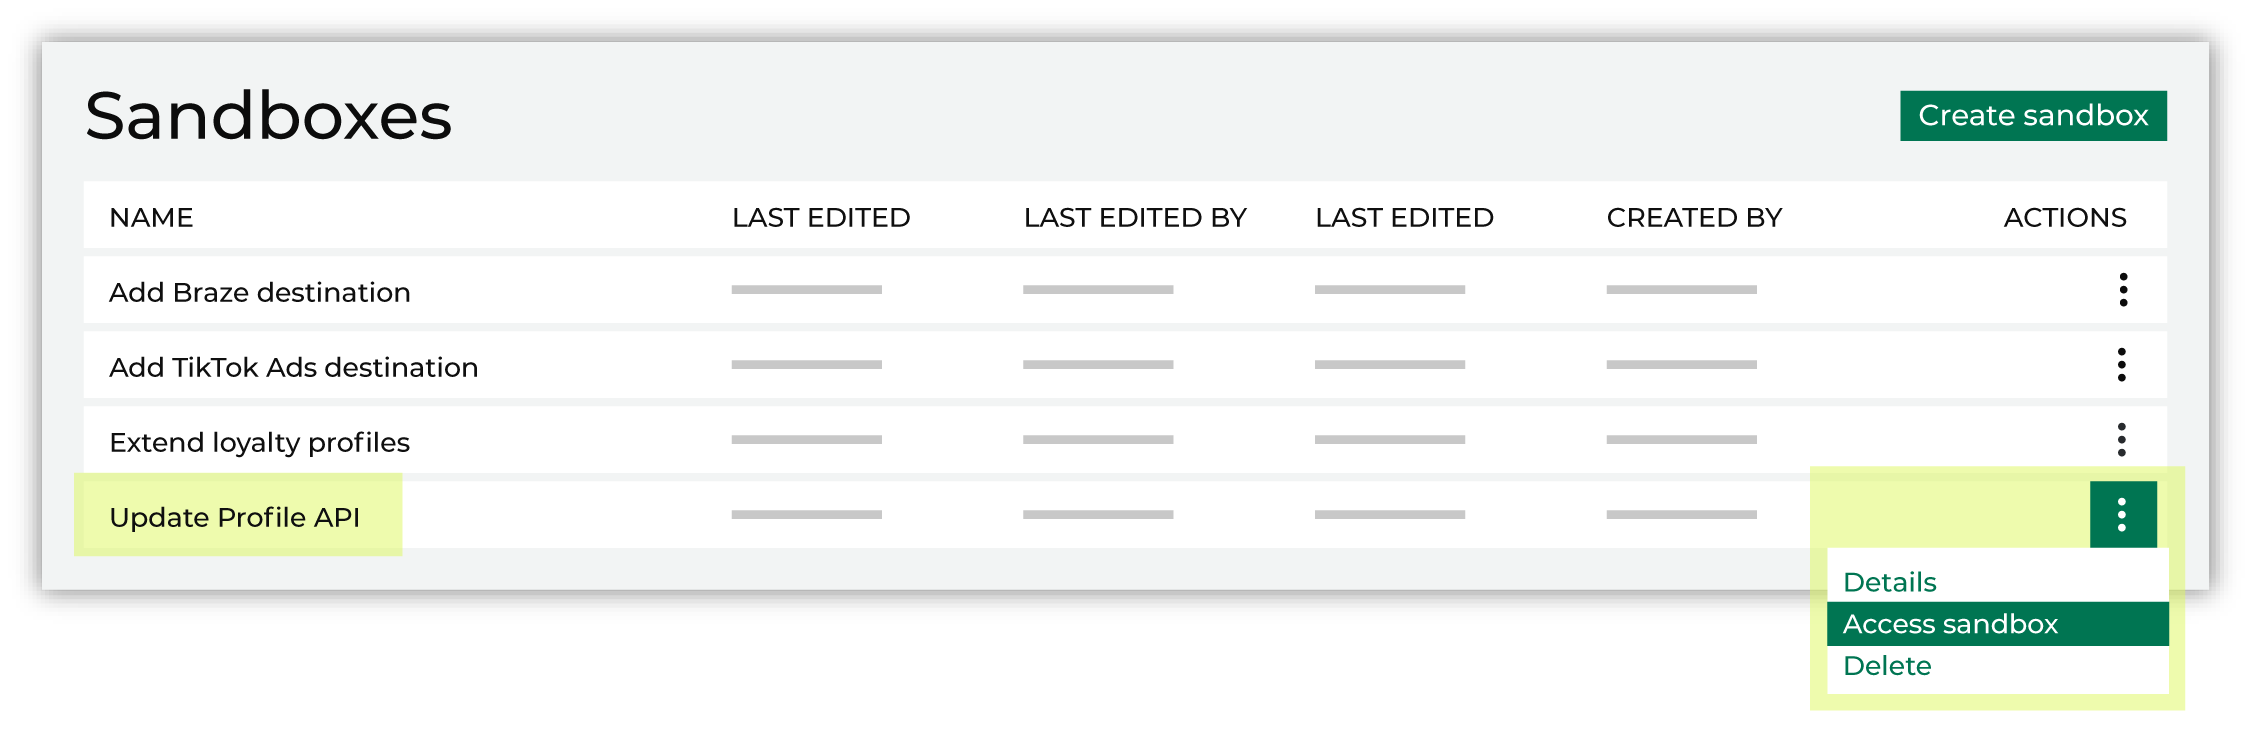 Sandboxes
Create sandbox
NAME LAST EDITED LAST EDITED BY LAST EDITED CREATED BY ACTIONS
Add Braze destination
Add TikTok Ads destination
Extend loyalty profiles
Update Profile API
Details
Access sandbox
Delete